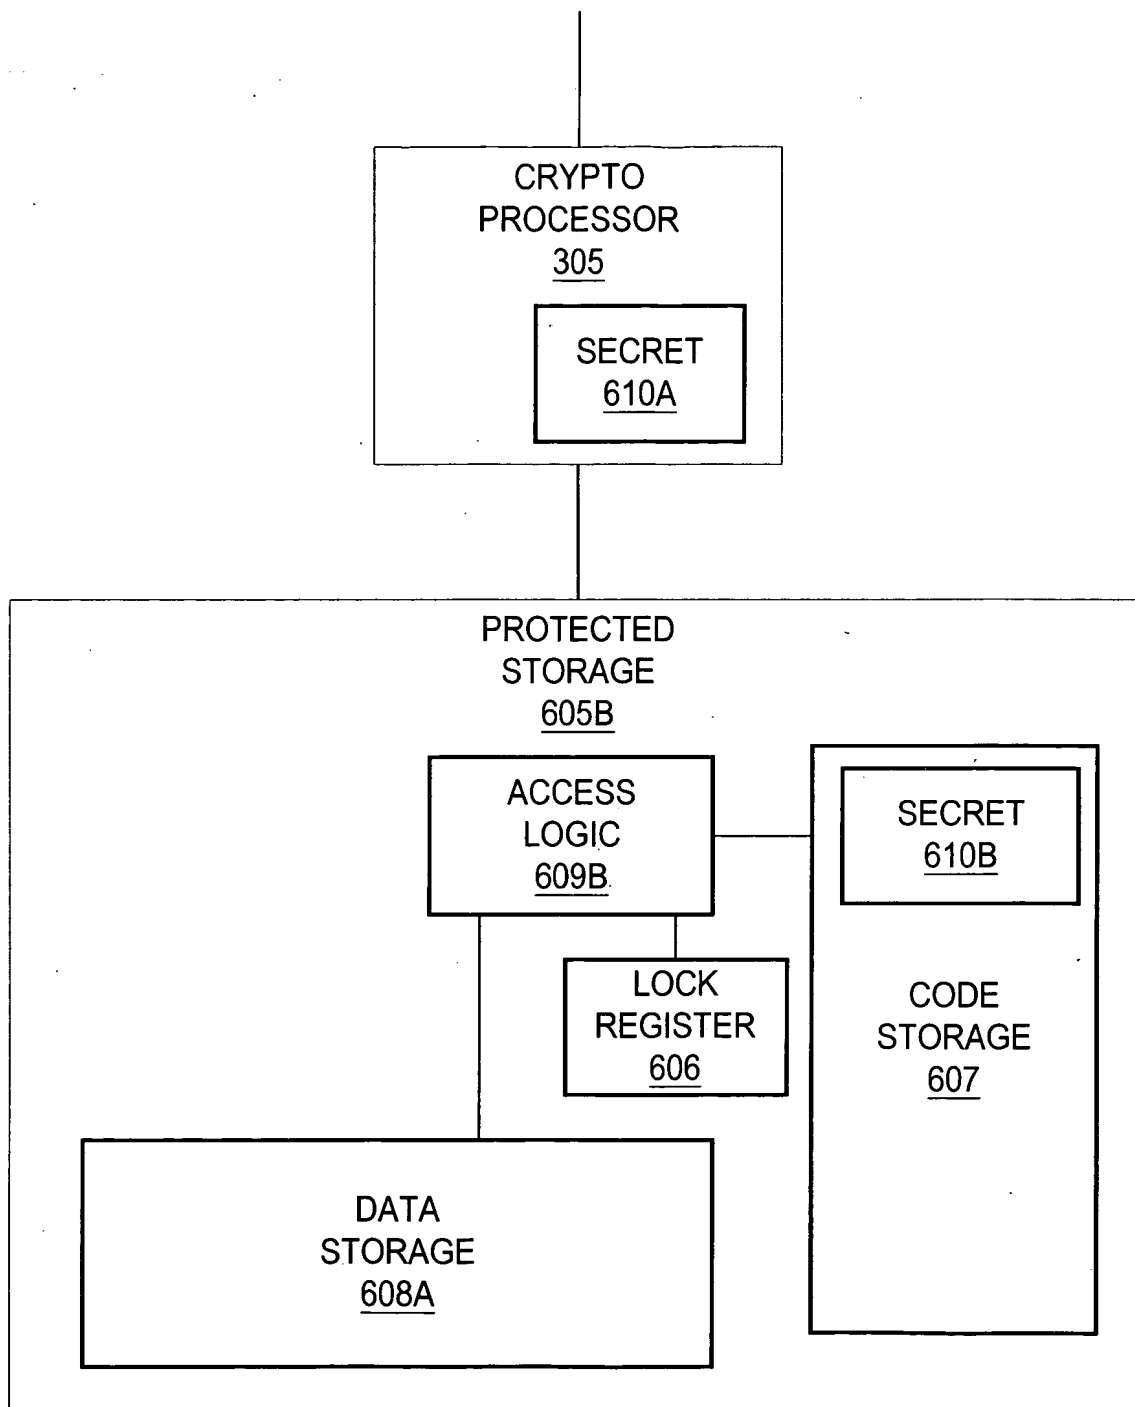 CRYPTO
PROCESSOR
305
SECRET
610A
PROTECTED
STORAGE
605B
ACCESS
LOGIC
609B
SECRET
610B
LOCK
REGISTER
606
CODE
STORAGE
607
DATA
STORAGE
608A